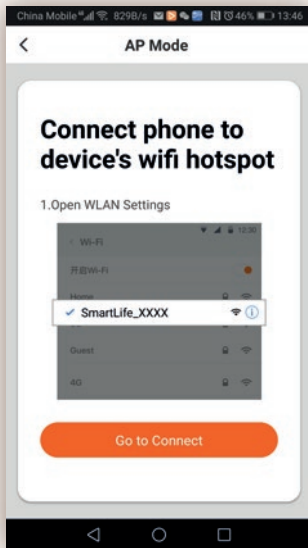 China Mobile 4G 829B/s 46% 13:46
AP Mode
Connect phone to
device's wifi hotspot
1.Open WLAN Settings
12:30
Wi-Fi
开启Wi-Fi
Home
SmartLife_XXXX
Guest
4G
Go to Connect